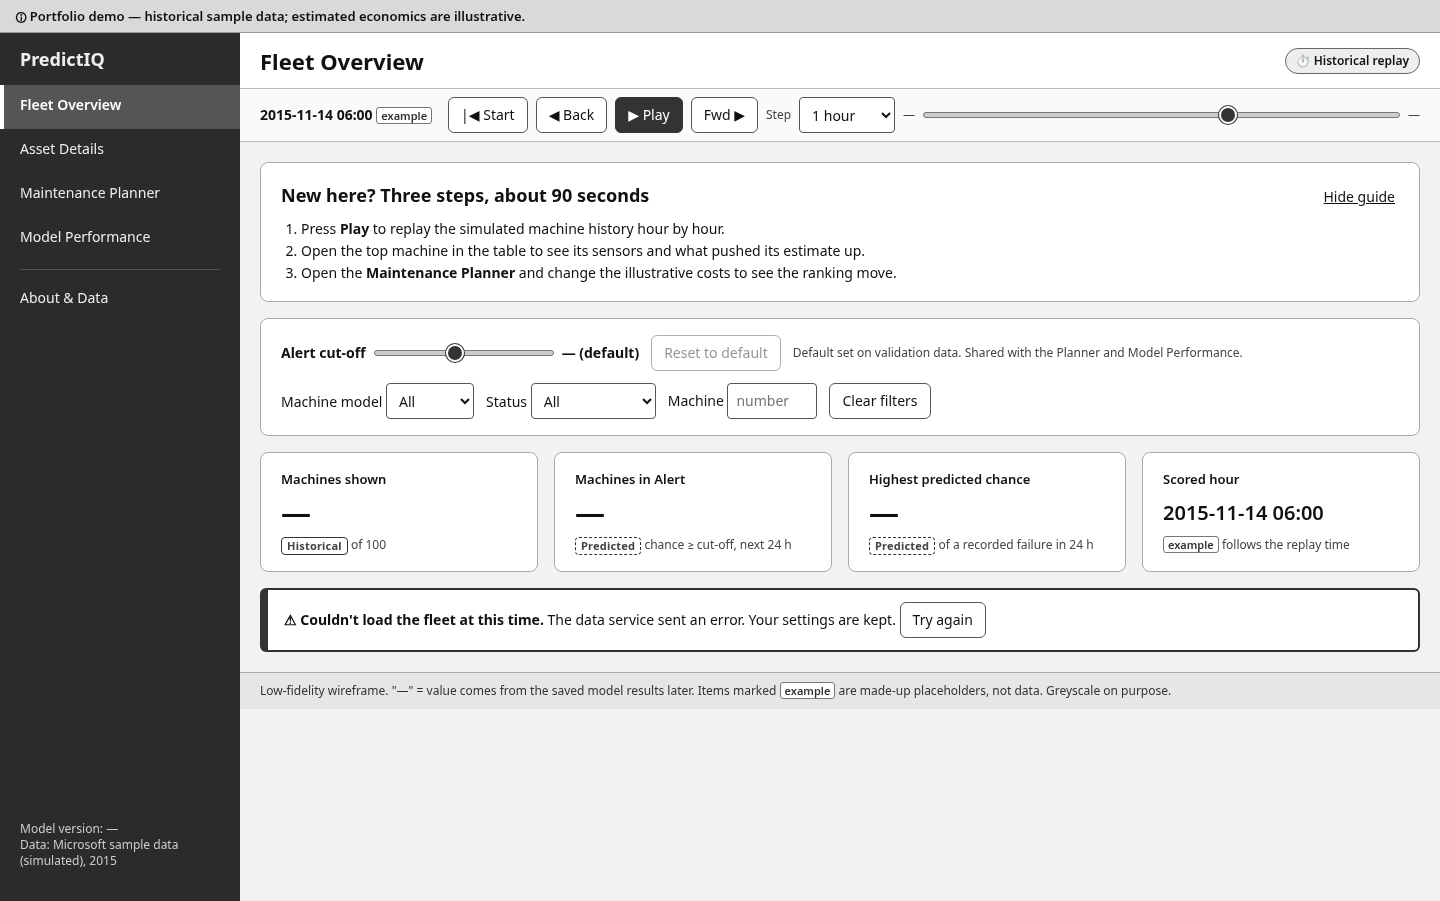 🛈 Portfolio demo — historical sample data; estimated economics are illustrative.
PredictIQ
Fleet Overview
Asset Details
Maintenance Planner
Model Performance
About & Data
Model version: —
Data: Microsoft sample data
(simulated), 2015
Fleet Overview
⏱ Historical replay
2015-11-14 06:00 example |◀ Start ◀ Back ▶ Play Fwd ▶ Step 1 hour — —
New here? Three steps, about 90 seconds
Hide guide
1. Press Play to replay the simulated machine history hour by hour.
2. Open the top machine in the table to see its sensors and what pushed its estimate up.
3. Open the Maintenance Planner and change the illustrative costs to see the ranking move.
Alert cut-off — (default) Reset to default Default set on validation data. Shared with the Planner and Model Performance.
Machine model All Status All Machine number Clear filters
Machines shown
—
Historical of 100
Machines in Alert
—
Predicted chance ≥ cut-off, next 24 h
Highest predicted chance
—
Predicted of a recorded failure in 24 h
Scored hour
2015-11-14 06:00
example follows the replay time
⚠ Couldn't load the fleet at this time. The data service sent an error. Your settings are kept. Try again
Low-fidelity wireframe. "—" = value comes from the saved model results later. Items marked example are made-up placeholders, not data. Greyscale on purpose.